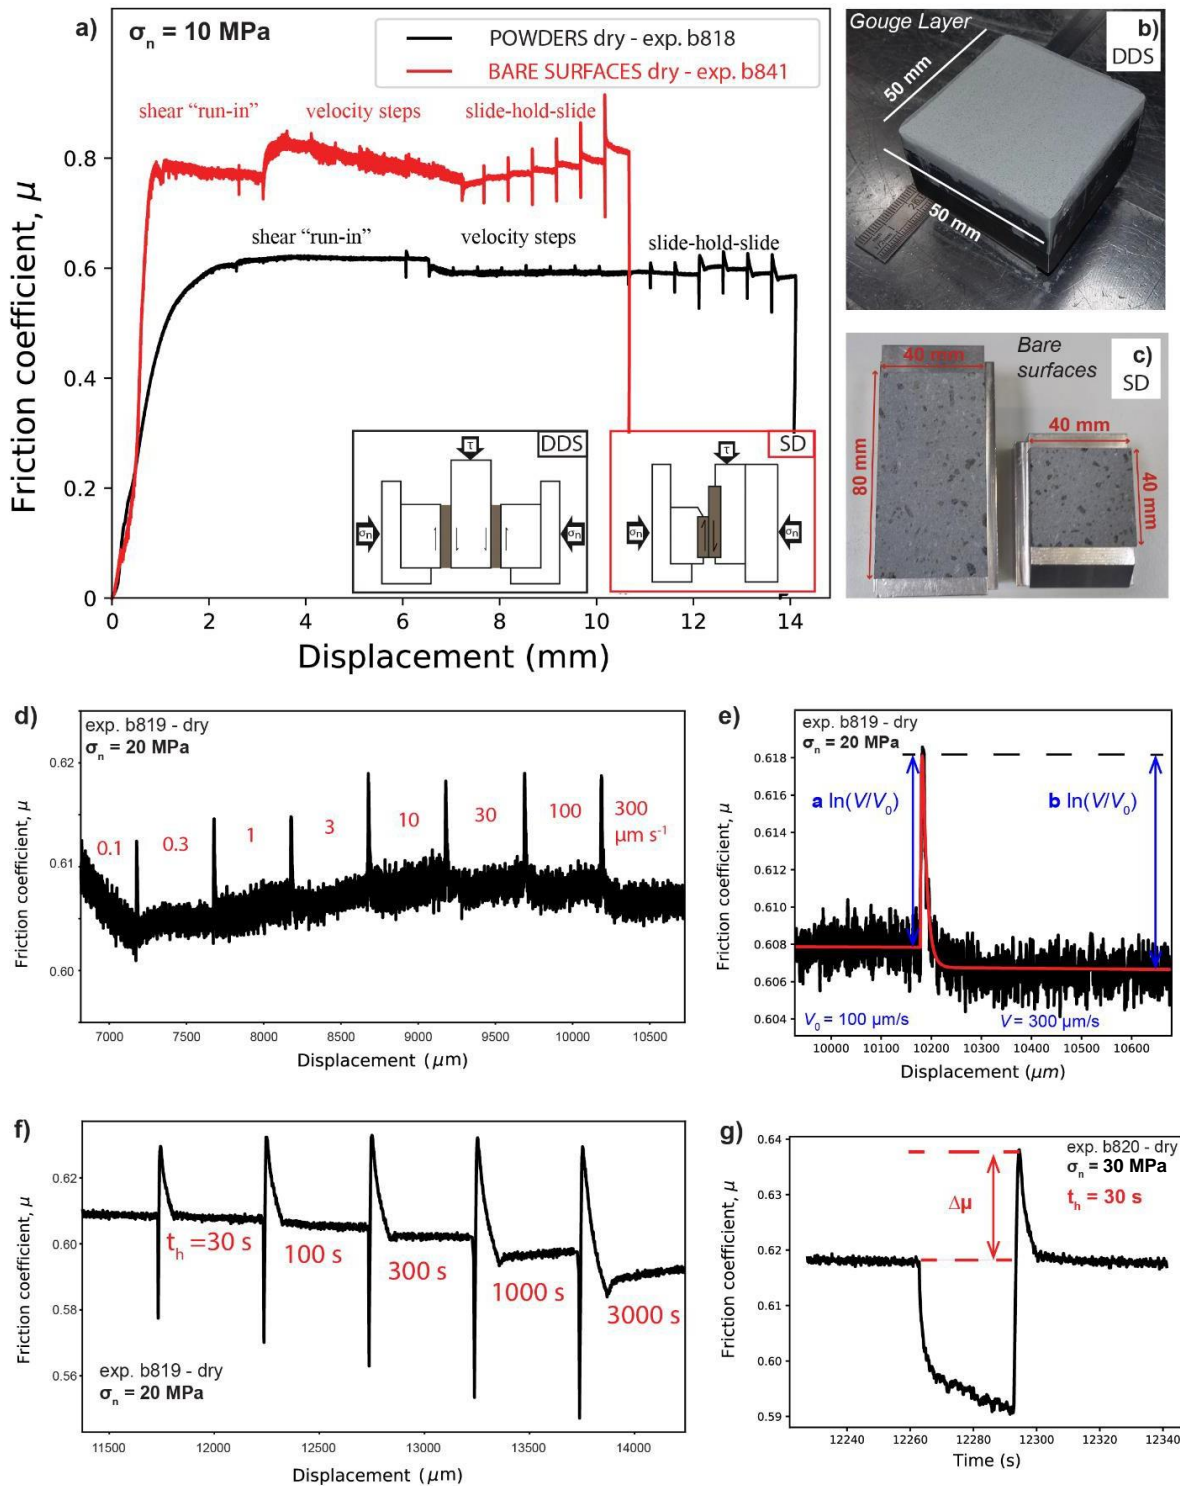 a)
σn = 10 MPa
POWDERS dry - exp. b818
BARE SURFACES dry - exp. b841
shear “run-in”
velocity steps
slide-hold-slide
shear “run-in”
velocity steps
slide-hold-slide
Friction coefficient, μ
0.8
0.6
0.4
0.2
0
0 2 4 6 8 10 12 14
Displacement (mm)
DDS
τ
σn
σn
SD
τ
σn
σn
Gouge Layer
b)
DDS
50 mm
50 mm
Bare
surfaces
c)
SD
40 mm
80 mm
40 mm
40 mm
d)
exp. b819 - dry
σn = 20 MPa
Friction coefficient, μ
0.62
0.61
0.60
0.1
0.3
1
3
10
30
100
300
μm s-1
7000 7500 8000 8500 9000 9500 10000 10500
Displacement (μm)
e)
exp. b819 - dry
σn = 20 MPa
a ln(V/V0)
b ln(V/V0)
Friction coefficient, μ
0.618
0.616
0.614
0.612
0.610
0.608
0.606
0.604
V0 = 100 μm/s
V = 300 μm/s
10000 10100 10200 10300 10400 10500 10600
Displacement (μm)
f)
Friction coefficient, μ
0.62
0.60
0.58
0.56
th =30 s
100 s
300 s
1000 s
3000 s
exp. b819 - dry
σn = 20 MPa
11500 12000 12500 13000 13500 14000
Displacement (μm)
g)
exp. b820 - dry
σn = 30 MPa
th = 30 s
Δμ
Friction coefficient, μ
0.64
0.63
0.62
0.61
0.60
0.59
12240 12260 12280 12300 12320 12340
Time (s)